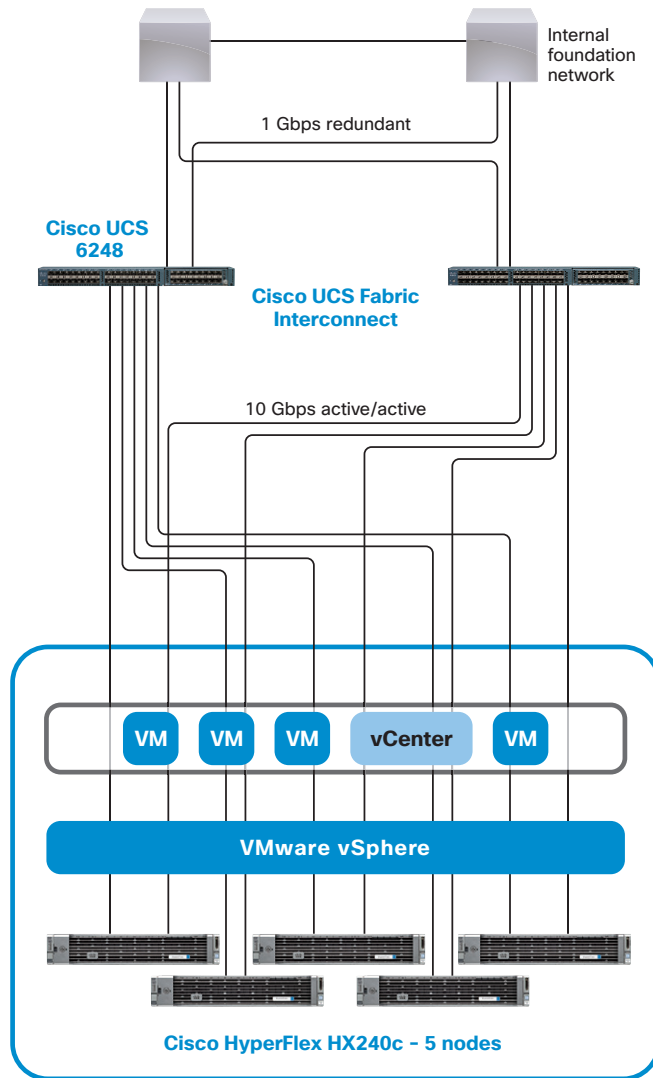 Internal
foundation
network
1 Gbps redundant
Cisco UCS
6248
Cisco UCS Fabric
Interconnect
10 Gbps active/active
VM
VM
VM
vCenter
VM
VMware vSphere
Cisco HyperFlex HX240c - 5 nodes